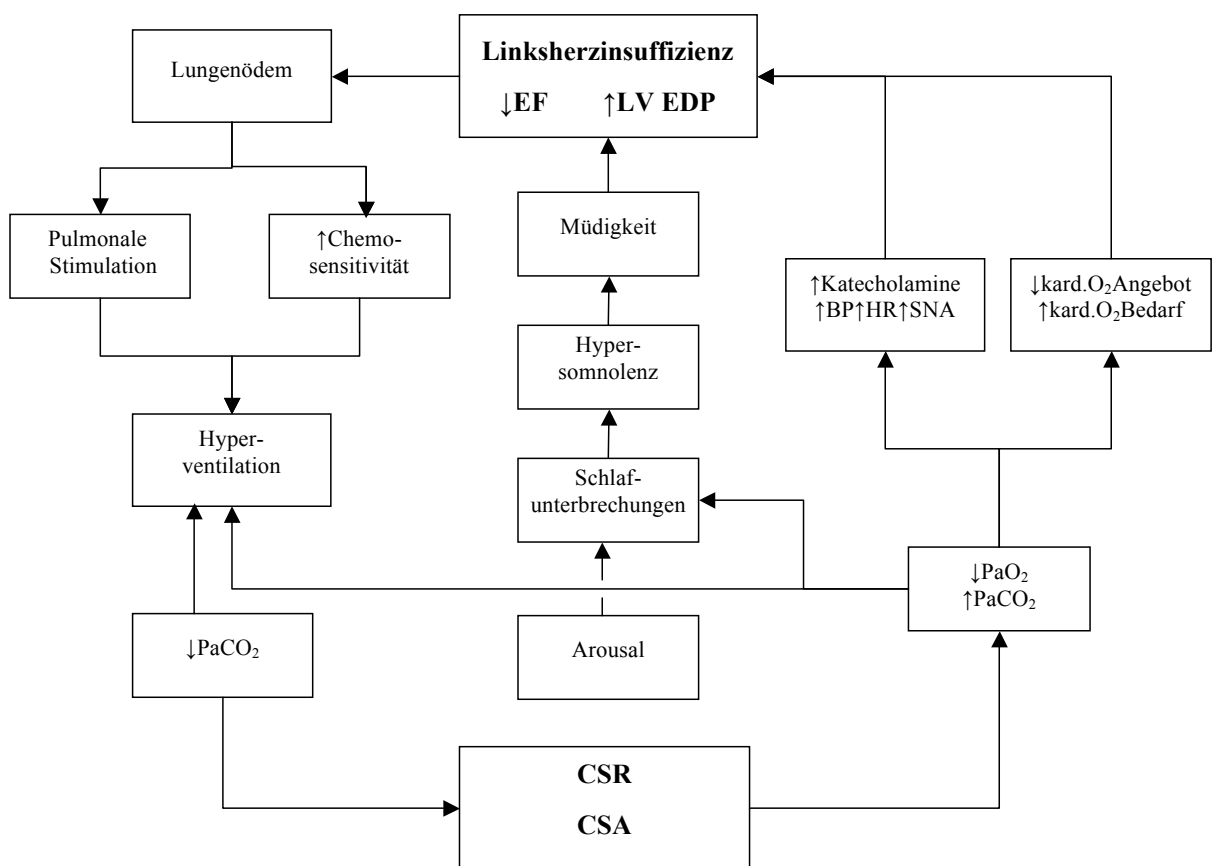 Linksherzinsuffizienz
↓EF ↑LV EDP
Lungenödem
Müdigkeit
Pulmonale
Stimulation
↑Chemo-
sensitivität
↑Katecholamine
↑BP↑HR↑SNA
↓kard.O₂Angebot
↑kard.O₂Bedarf
Hyper-
somnolenz
Hyper-
ventilation
Schlaf-
unterbrechungen
↓PaO₂
↑PaCO₂
↓PaCO₂
Arousal
CSR
CSA